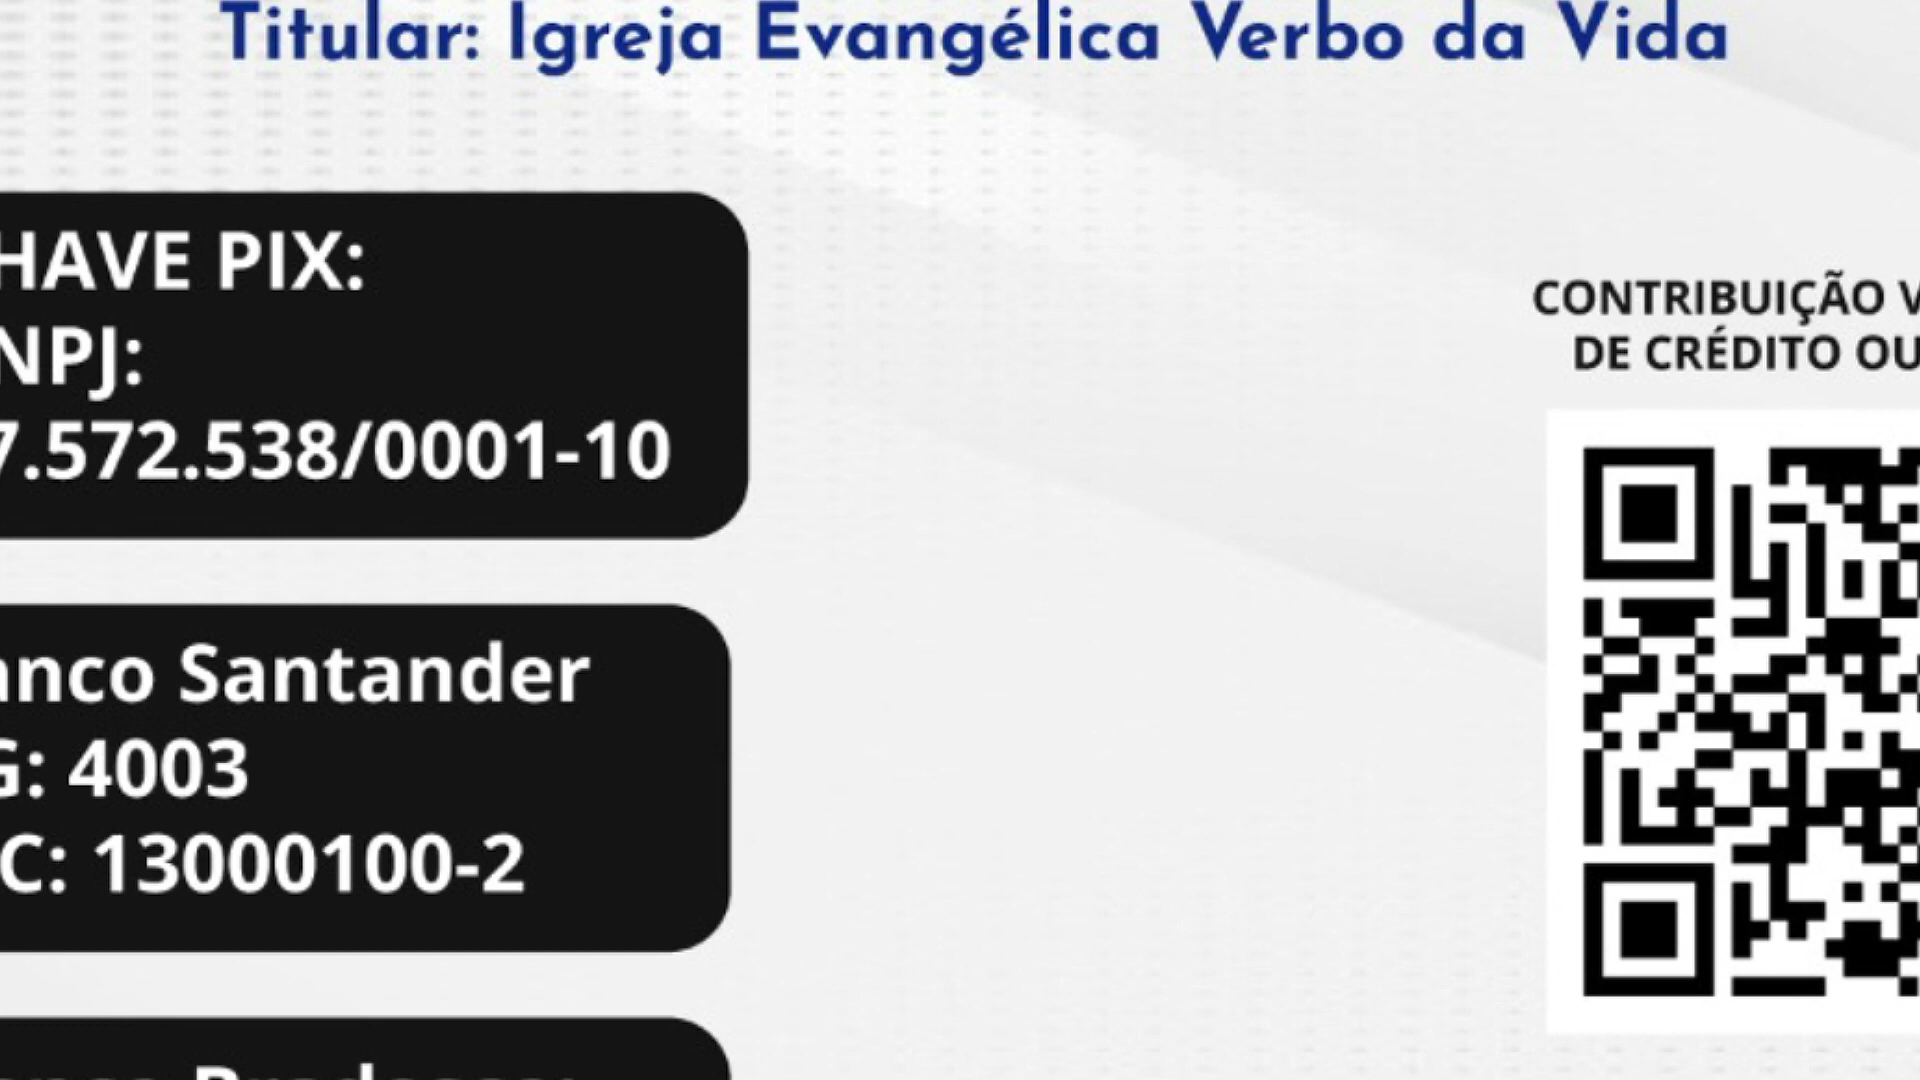 Titular: Igreja Evangélica Verbo da Vida
HAVE PIX:
NPJ:
7.572.538/0001-10
anco Santander
G: 4003
C: 13000100-2
CONTRIBUIÇÃO V
DE CRÉDITO OU